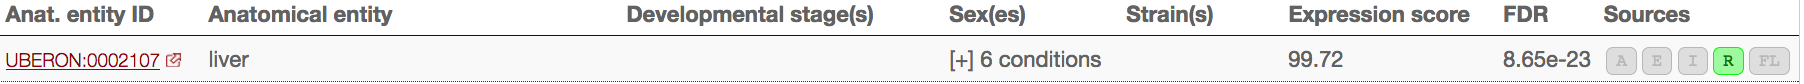 Anat. entity ID Anatomical entity Developmental stage(s) Sex(es) Strain(s) Expression score FDR Sources
UBERON:0002107 liver [+] 6 conditions 99.72 8.65e-23 A E I R FL